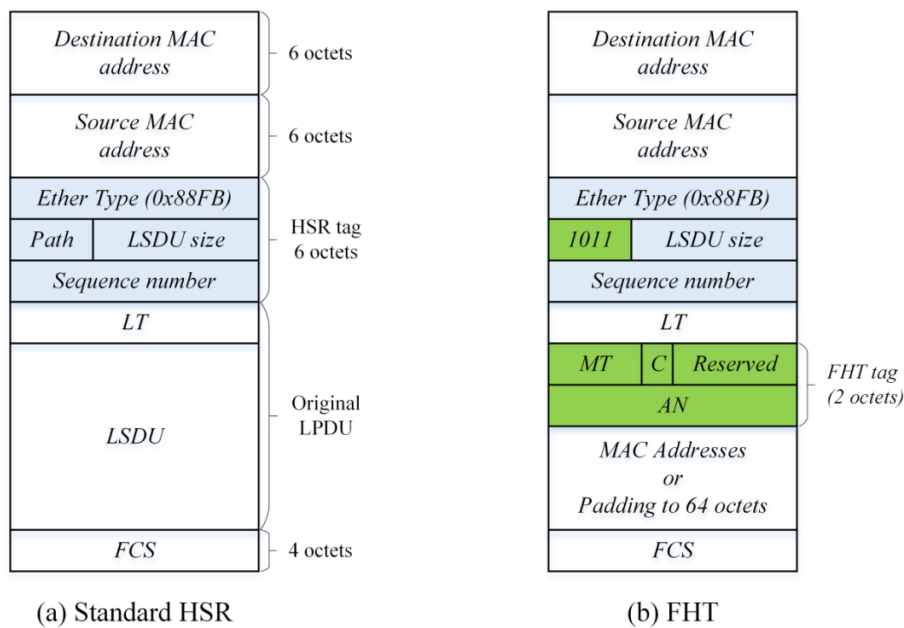 Destination MAC
address
6 octets
Source MAC
address
6 octets
Ether Type (0x88FB)
Path
LSDU size
Sequence number
HSR tag
6 octets
LT
LSDU
Original
LPDU
FCS
4 octets
(a) Standard HSR
Destination MAC
address
Source MAC
address
Ether Type (0x88FB)
1011
LSDU size
Sequence number
LT
MT
C
Reserved
AN
FHT tag
(2 octets)
MAC Addresses
or
Padding to 64 octets
FCS
(b) FHT